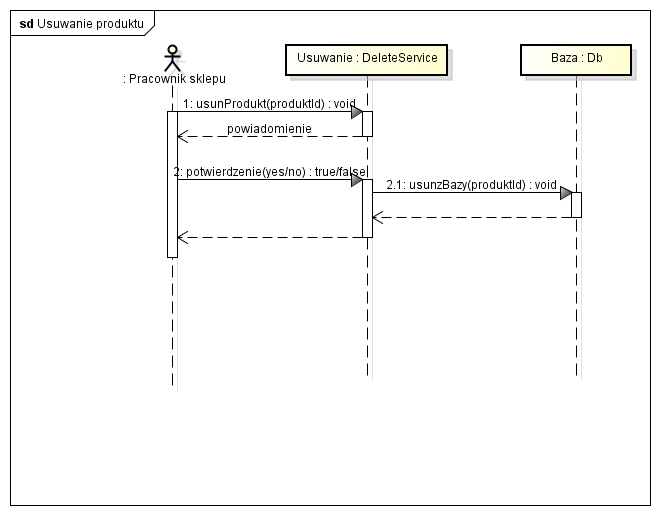 sd Usuwanie produktu
: Pracownik sklepu
Usuwanie : DeleteService
Baza : Db
1: usunProdukt(produktId) : void
powiadomienie
2: potwierdzenie(yes/no) : true/false
2.1: usunzBazy(produktId) : void